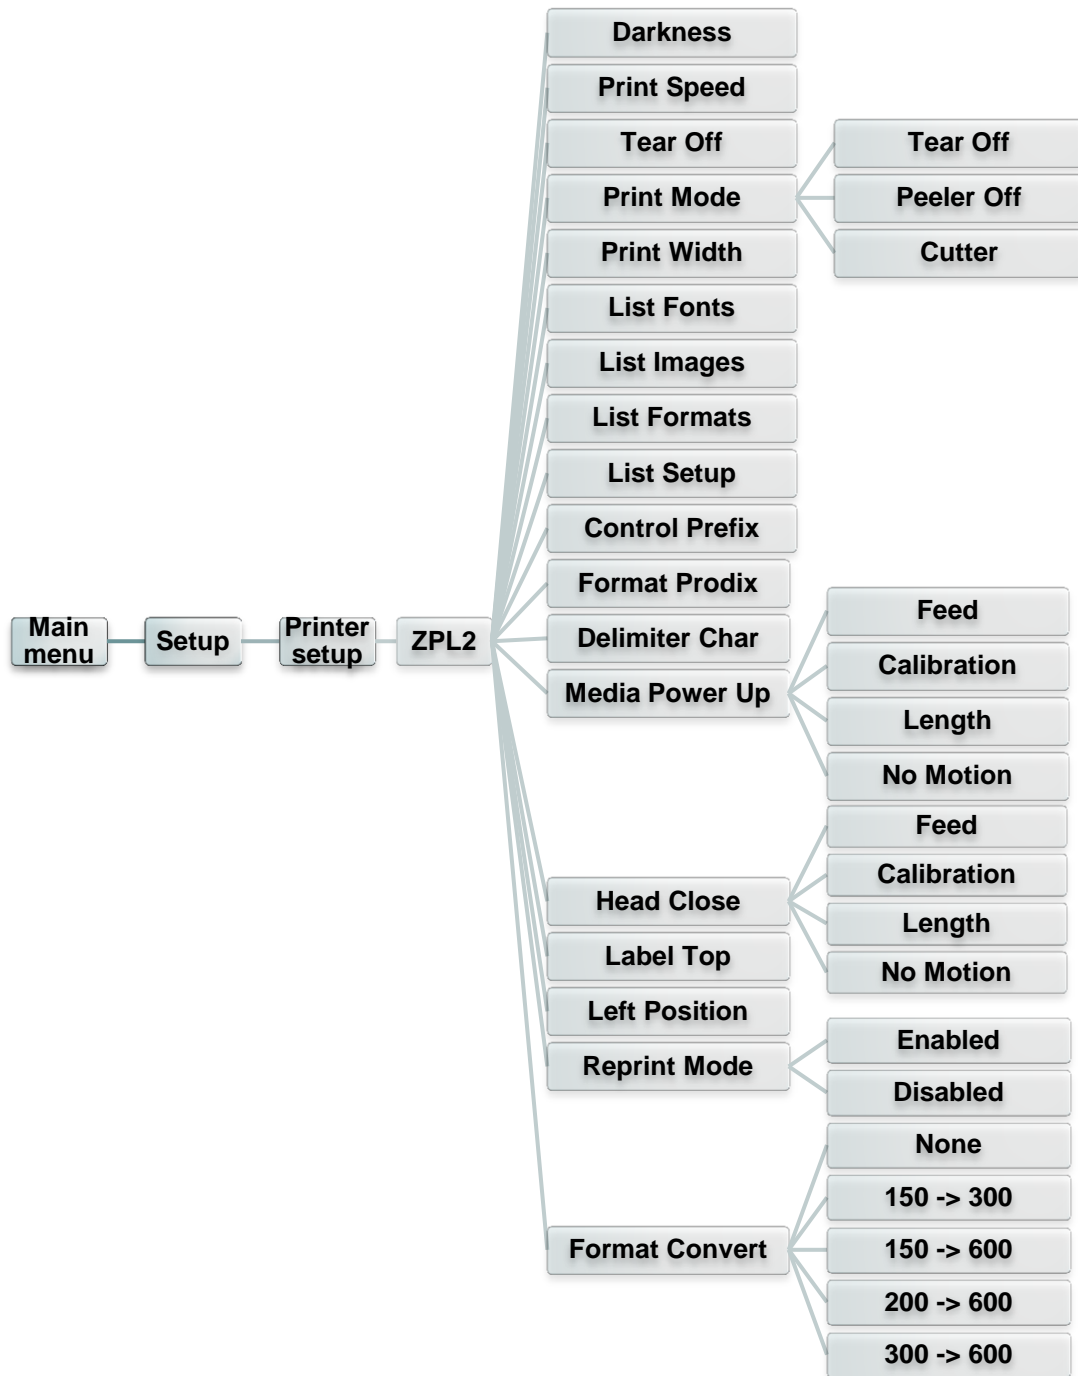 Darkness
Print Speed
Tear Off
Tear Off
Print Mode
Peeler Off
Print Width
Cutter
List Fonts
List Images
List Formats
List Setup
Control Prefix
Format Prodix
Feed
Main
menu
Setup
Printer
setup
ZPL2
Delimiter Char
Calibration
Media Power Up
Length
No Motion
Feed
Calibration
Head Close
Length
Label Top
No Motion
Left Position
Enabled
Reprint Mode
Disabled
None
150 -> 300
Format Convert
150 -> 600
200 -> 600
300 -> 600